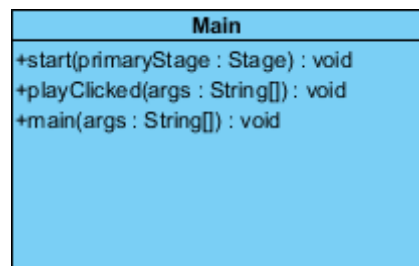 Main
+start(primaryStage : Stage) : void
+playClicked(args : String[]) : void
+main(args : String[]) : void